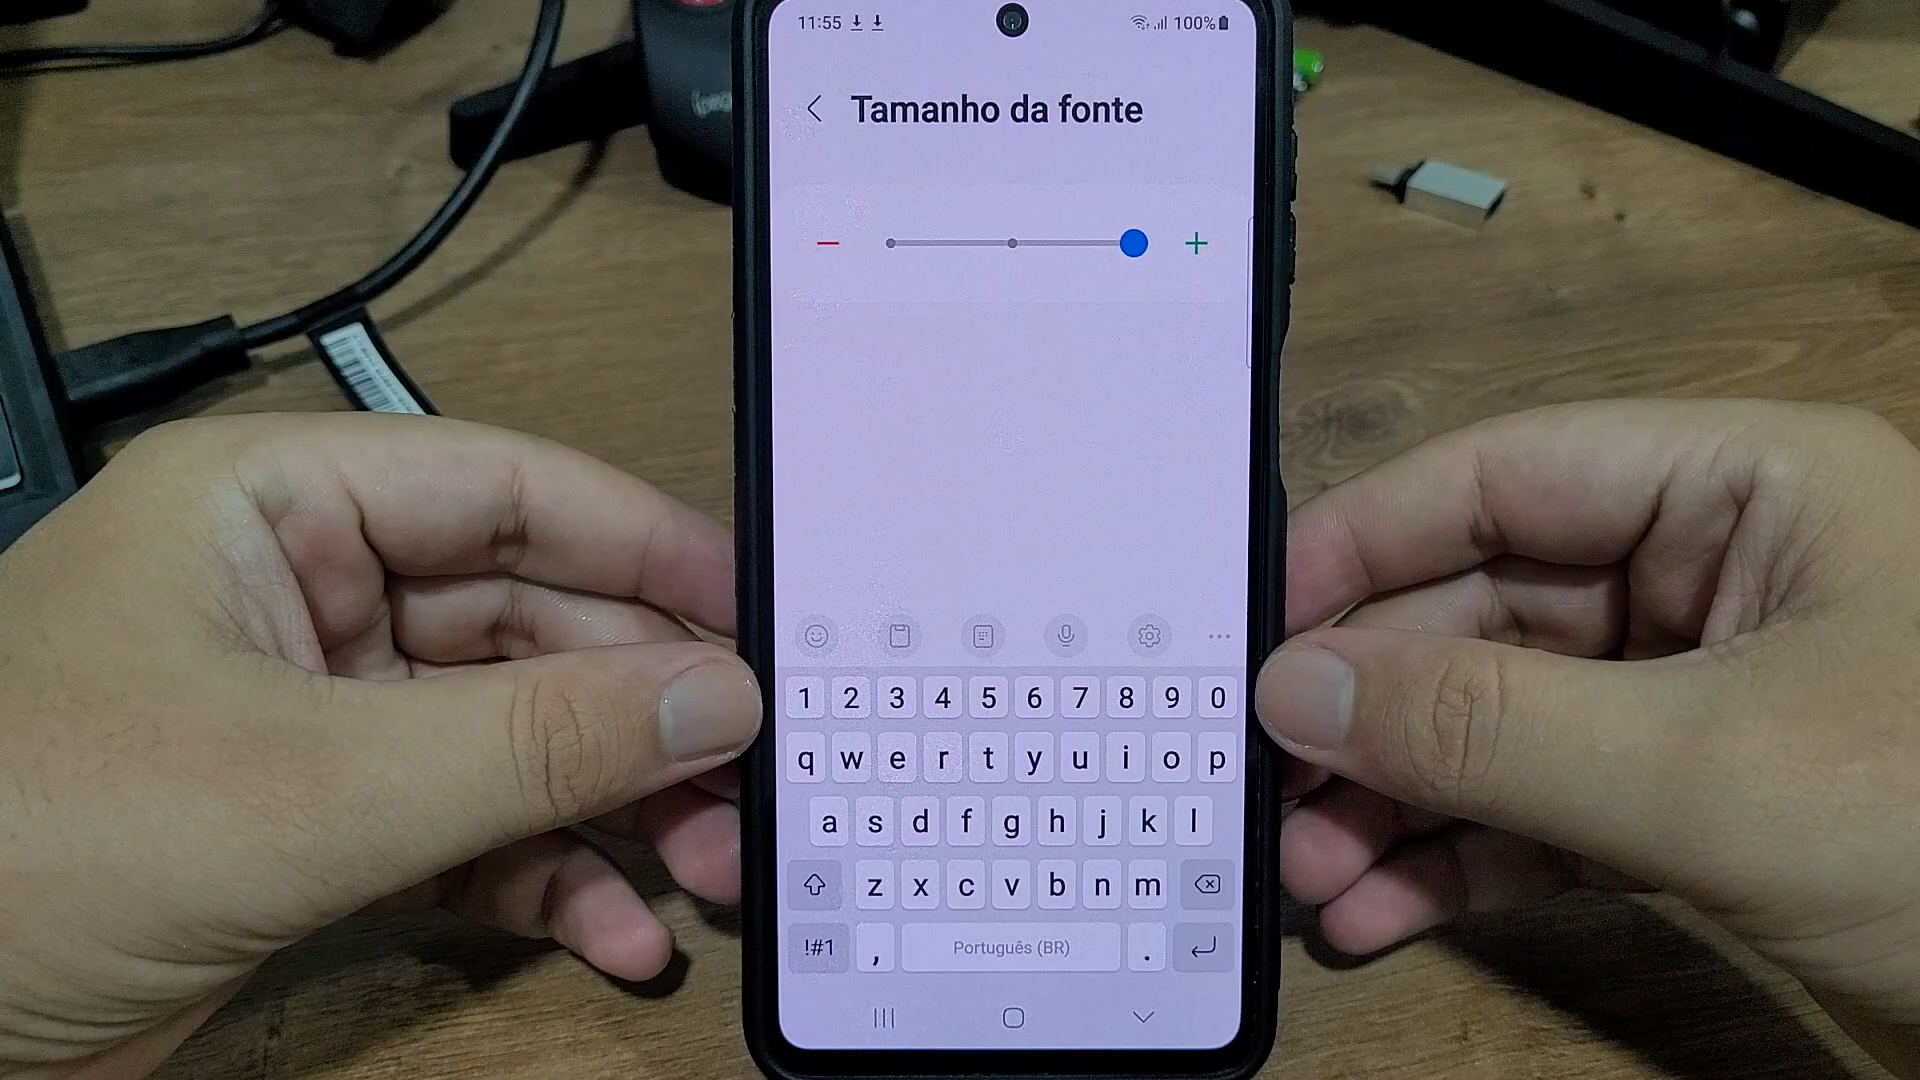 11:55
100%
Tamanho da fonte
1 2 3 4 5 6 7 8 9 0
q w e r t y u i o p
a s d f g h j k l
z x c v b n m
!#1 , Português (BR) .